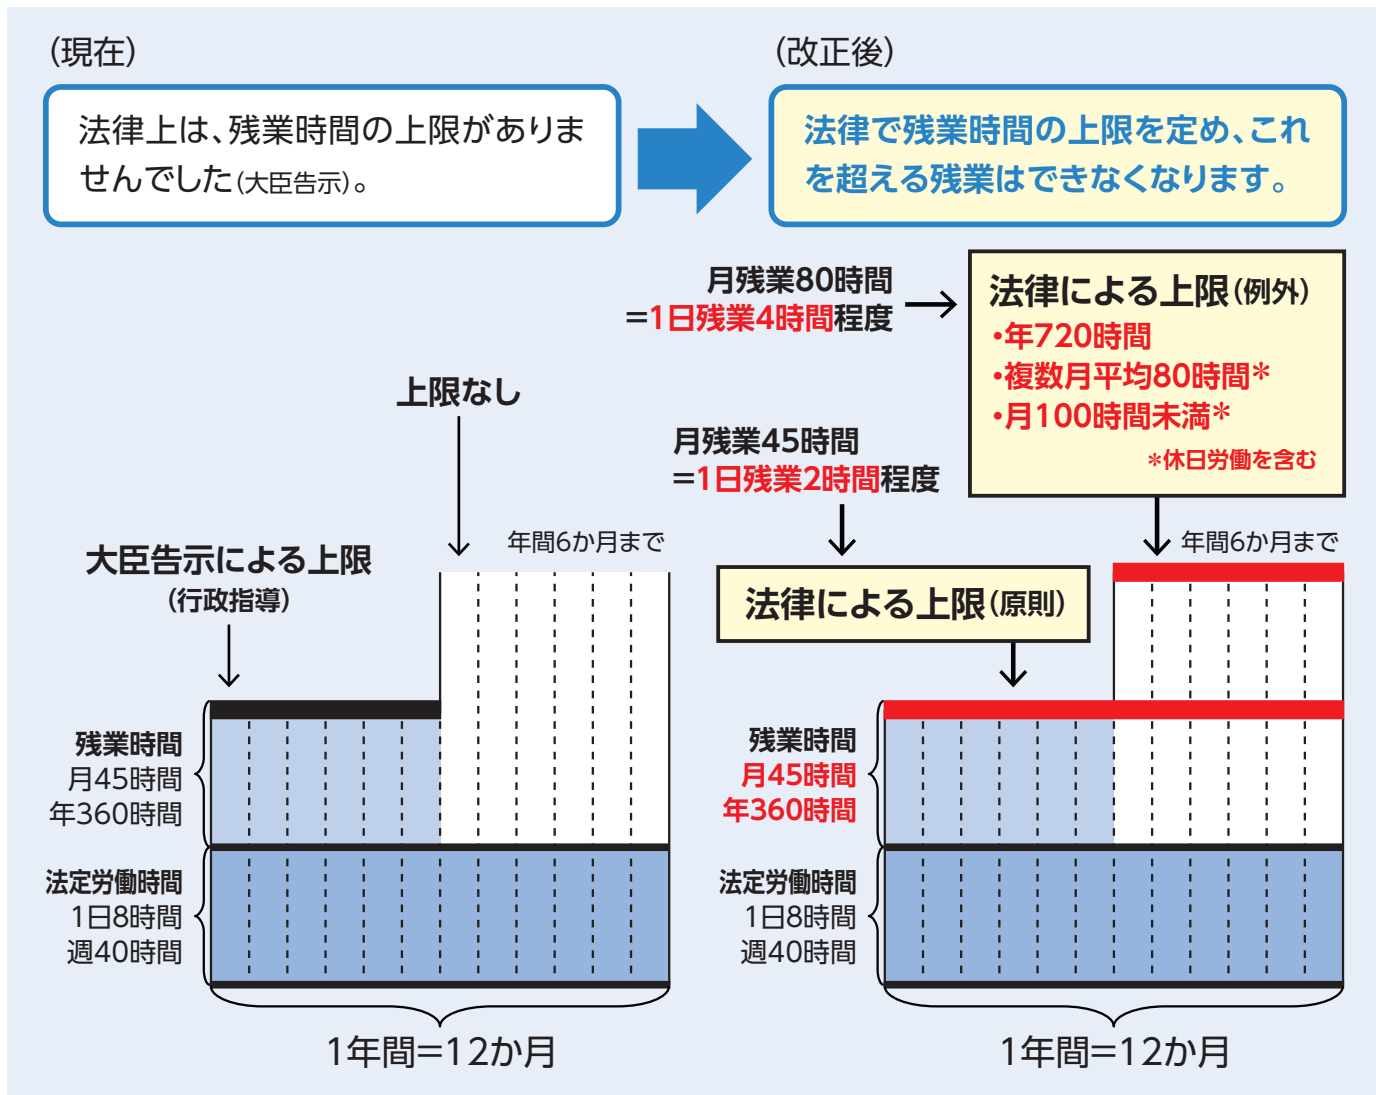 （現在）
法律上は、残業時間の上限がありま
せんでした（大臣告示）。
（改正後）
法律で残業時間の上限を定め、これ
を超える残業はできなくなります。
上限なし
年間6か月まで
大臣告示による上限
（行政指導）
残業時間
月45時間
年360時間
法定労働時間
1日8時間
週40時間
1年間＝12か月
月残業80時間
＝1日残業4時間程度
法律による上限（例外）
・年720時間
・複数月平均80時間＊
・月100時間未満＊
＊休日労働を含む
月残業45時間
＝1日残業2時間程度
年間6か月まで
法律による上限（原則）
残業時間
月45時間
年360時間
法定労働時間
1日8時間
週40時間
1年間＝12か月